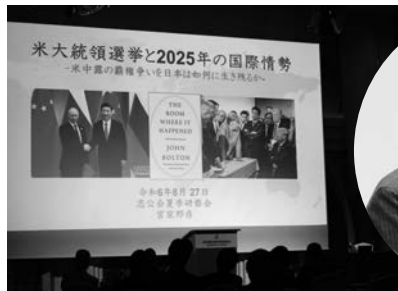 米大統領選挙と2025年の国際情勢
-米中露の覇権争いを日本は如何に生き残るか-
THE
ROOM
WHERE IT
HAPPENED
JOHN
BOLTON
令和6年8月27日
志公会夏季研修会
宮家邦彦